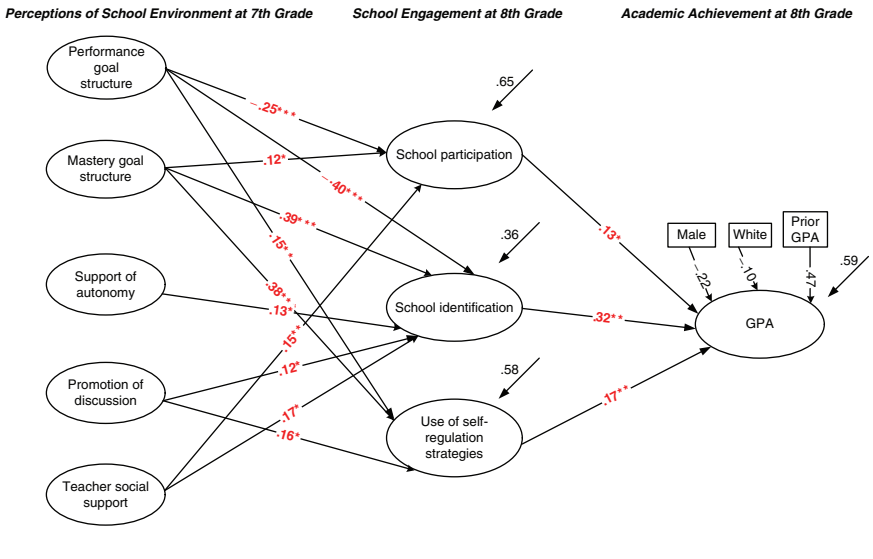 Perceptions of School Environment at 7th Grade
School Engagement at 8th Grade
Academic Achievement at 8th Grade
Performance
goal
structure
Mastery goal
structure
Support of
autonomy
Promotion of
discussion
Teacher social
support
−.25***
.12*
−.40***
.39***
.15**
.38**
.13*
.15**
.12*
.17*
.16*
.65
School participation
.36
School identification
.58
Use of self-
regulation
strategies
.13*
.32**
.17**
Male
White
Prior
GPA
−.22
−.10
.47
.59
GPA